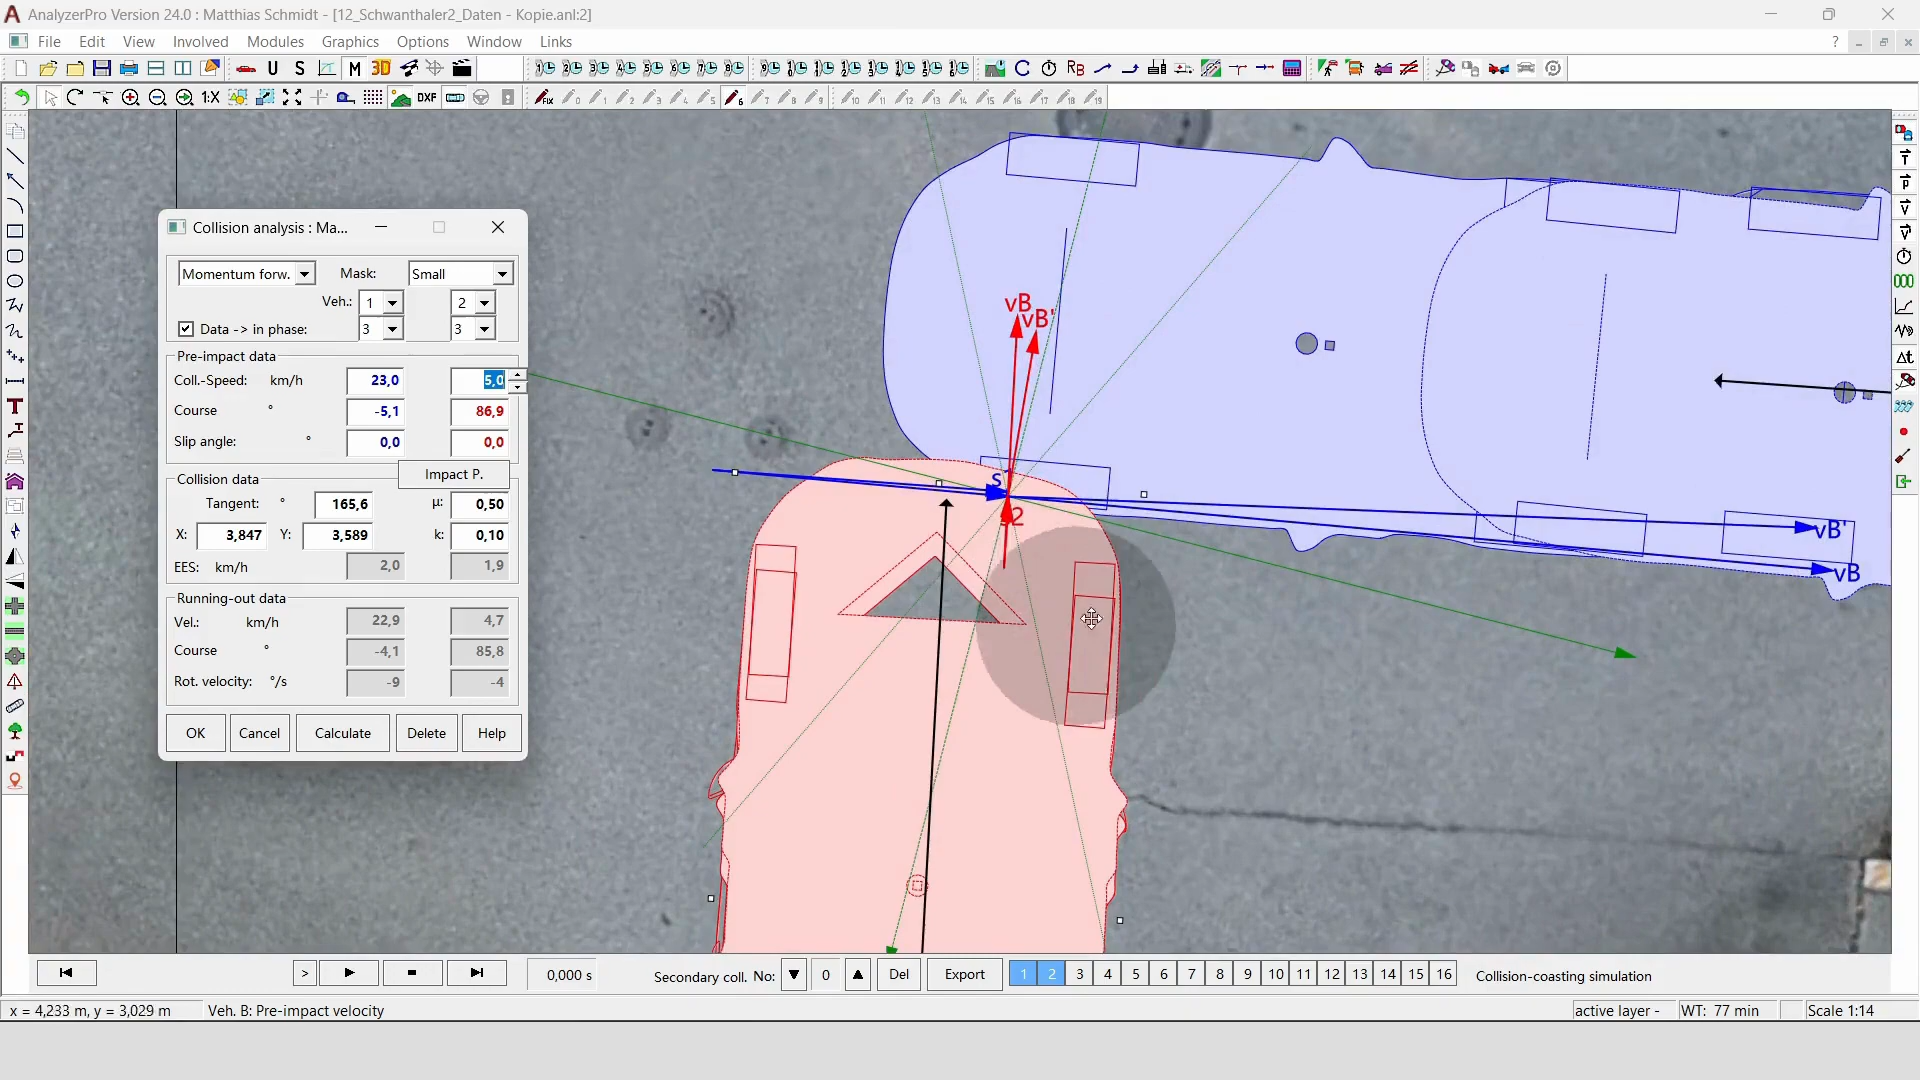 AnalyzerPro Version 24.0 : Matthias Schmidt - [12_Schwanthaler2_Daten - Kopie.anl:2]
File Edit View Involved Modules Graphics Options Window Links ?
U S M 3D RB
1:X DXF FIX
Collision analysis : Ma...
Momentum forw. Mask: Small
Veh.: 1 2
Data -> in phase: 3 3
Pre-impact data
Coll.-Speed: km/h 23,0 5,0
Course ° -5,1 86,9
Slip angle: ° 0,0 0,0
Impact P.
Collision data
Tangent: ° 165,6 µ: 0,50
X: 3,847 Y: 3,589 k: 0,10
EES: km/h 2,0 1,9
Running-out data
Vel.: km/h 22,9 4,7
Course ° -4,1 85,8
Rot. velocity: °/s -9 -4
OK Cancel Calculate Delete Help
vB
vB'
vB'
vB
> 0,000 s Secondary coll. No: 0 Del Export 1 2 3 4 5 6 7 8 9 10 11 12 13 14 15 16 Collision-coasting simulation
x = 4,233 m, y = 3,029 m Veh. B: Pre-impact velocity active layer - WT: 77 min Scale 1:14